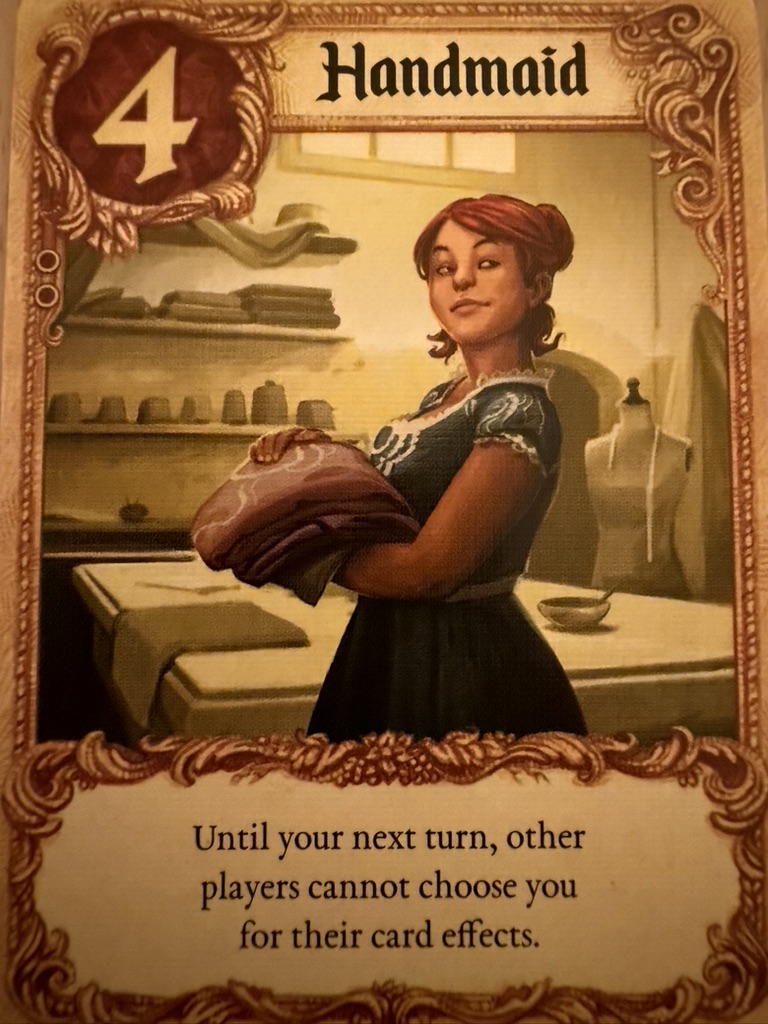 4
Handmaid
Until your next turn, other
players cannot choose you
for their card effects.